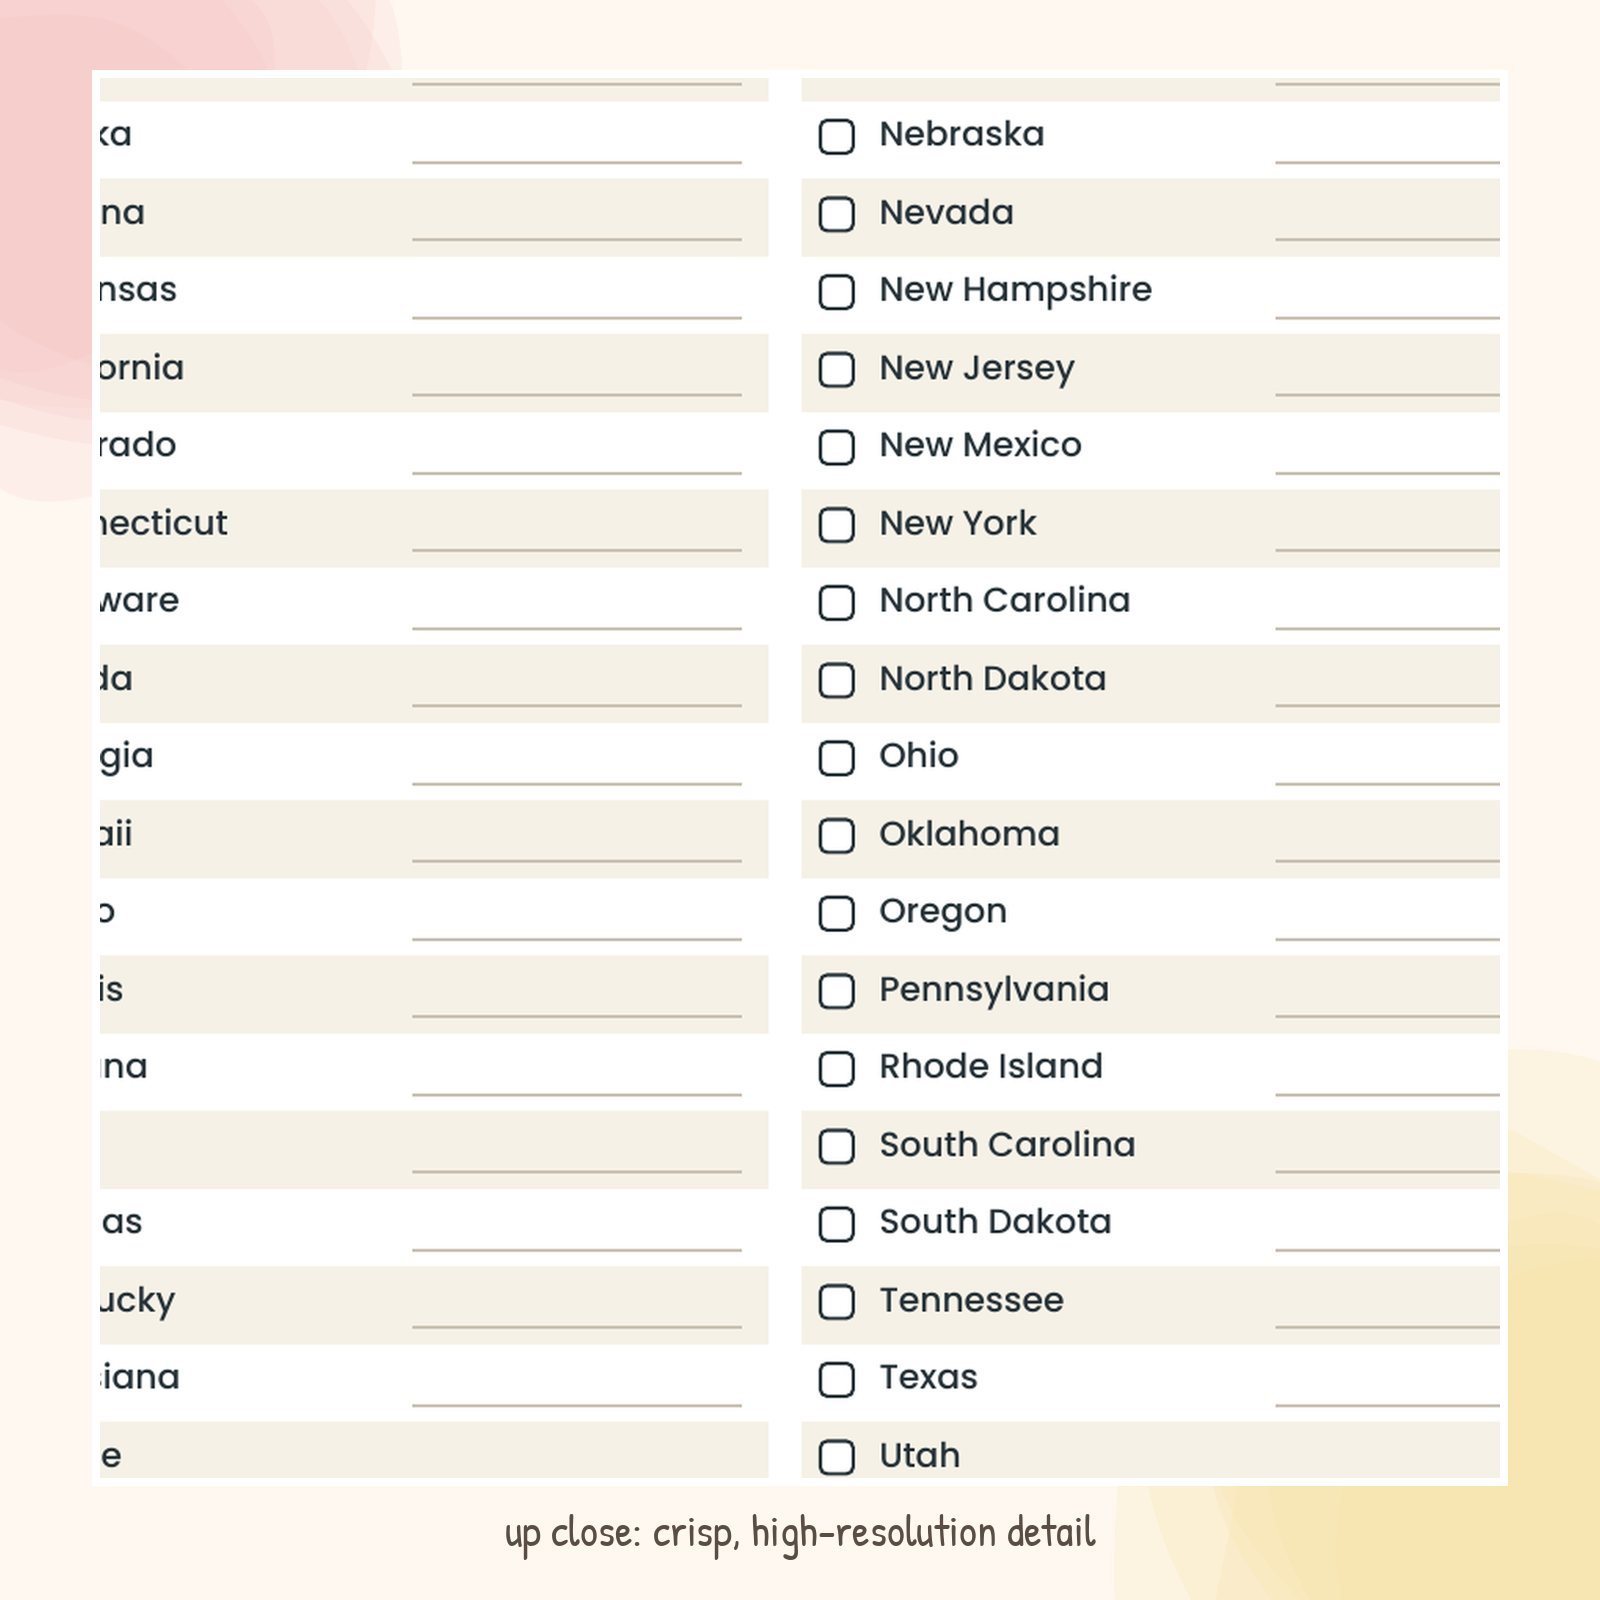 ka
na
nsas
ornia
rado
necticut
ware
da
gia
aii
o
is
na
as
ucky
siana
e
Nebraska
Nevada
New Hampshire
New Jersey
New Mexico
New York
North Carolina
North Dakota
Ohio
Oklahoma
Oregon
Pennsylvania
Rhode Island
South Carolina
South Dakota
Tennessee
Texas
Utah
up close: crisp, high-resolution detail